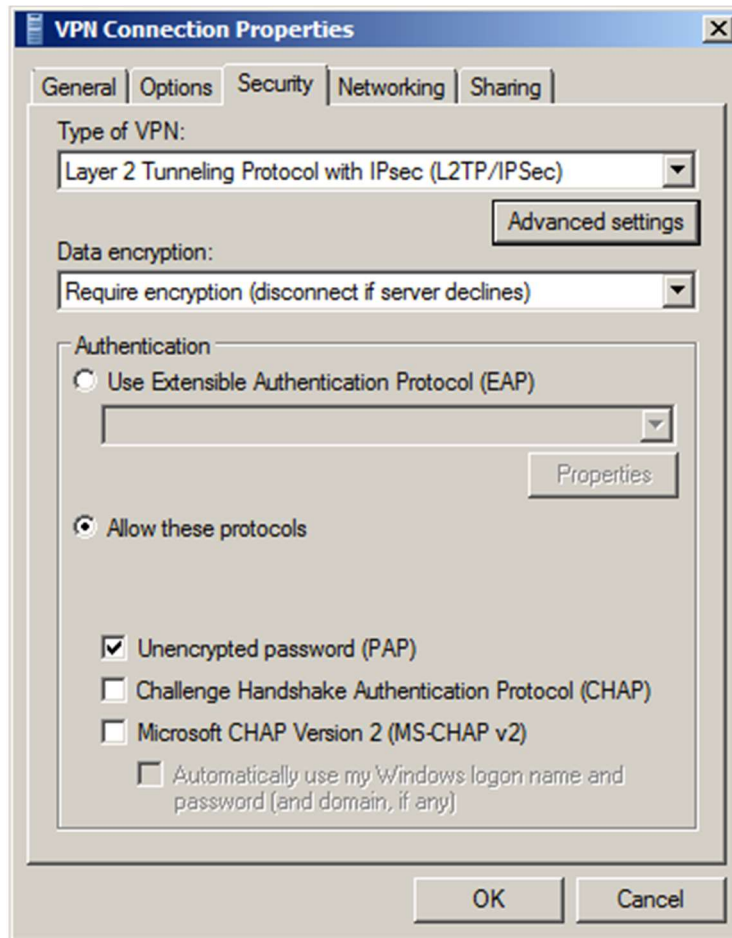 VPN Connection Properties
General Options Security Networking Sharing
Type of VPN:
Layer 2 Tunneling Protocol with IPsec (L2TP/IPSec)
Advanced settings
Data encryption:
Require encryption (disconnect if server declines)
Authentication
Use Extensible Authentication Protocol (EAP)
Properties
Allow these protocols
Unencrypted password (PAP)
Challenge Handshake Authentication Protocol (CHAP)
Microsoft CHAP Version 2 (MS-CHAP v2)
Automatically use my Windows logon name and
password (and domain, if any)
OK Cancel